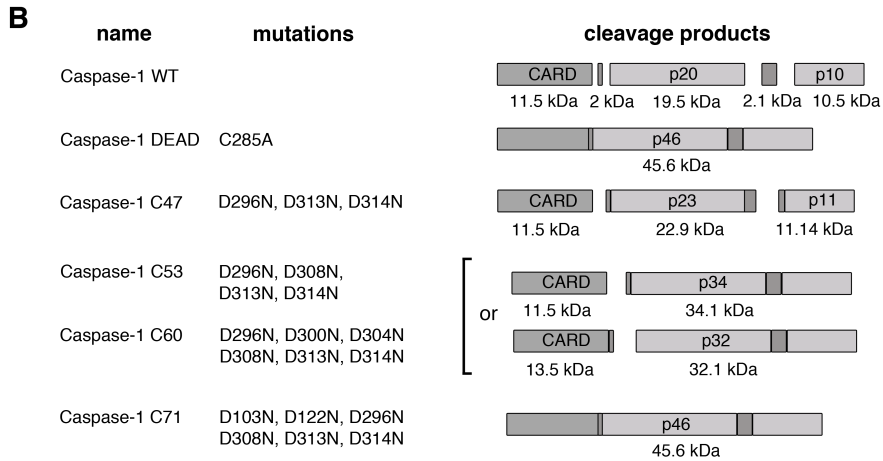 B
name mutations cleavage products
Caspase-1 WT CARD p20 p10
11.5 kDa 2 kDa 19.5 kDa 2.1 kDa 10.5 kDa
Caspase-1 DEAD C285A p46
45.6 kDa
Caspase-1 C47 D296N, D313N, D314N CARD p23 p11
11.5 kDa 22.9 kDa 11.14 kDa
Caspase-1 C53 D296N, D308N, CARD p34
D313N, D314N
11.5 kDa 34.1 kDa
or
Caspase-1 C60 D296N, D300N, D304N CARD p32
D308N, D313N, D314N
13.5 kDa 32.1 kDa
Caspase-1 C71 D103N, D122N, D296N p46
D308N, D313N, D314N
45.6 kDa